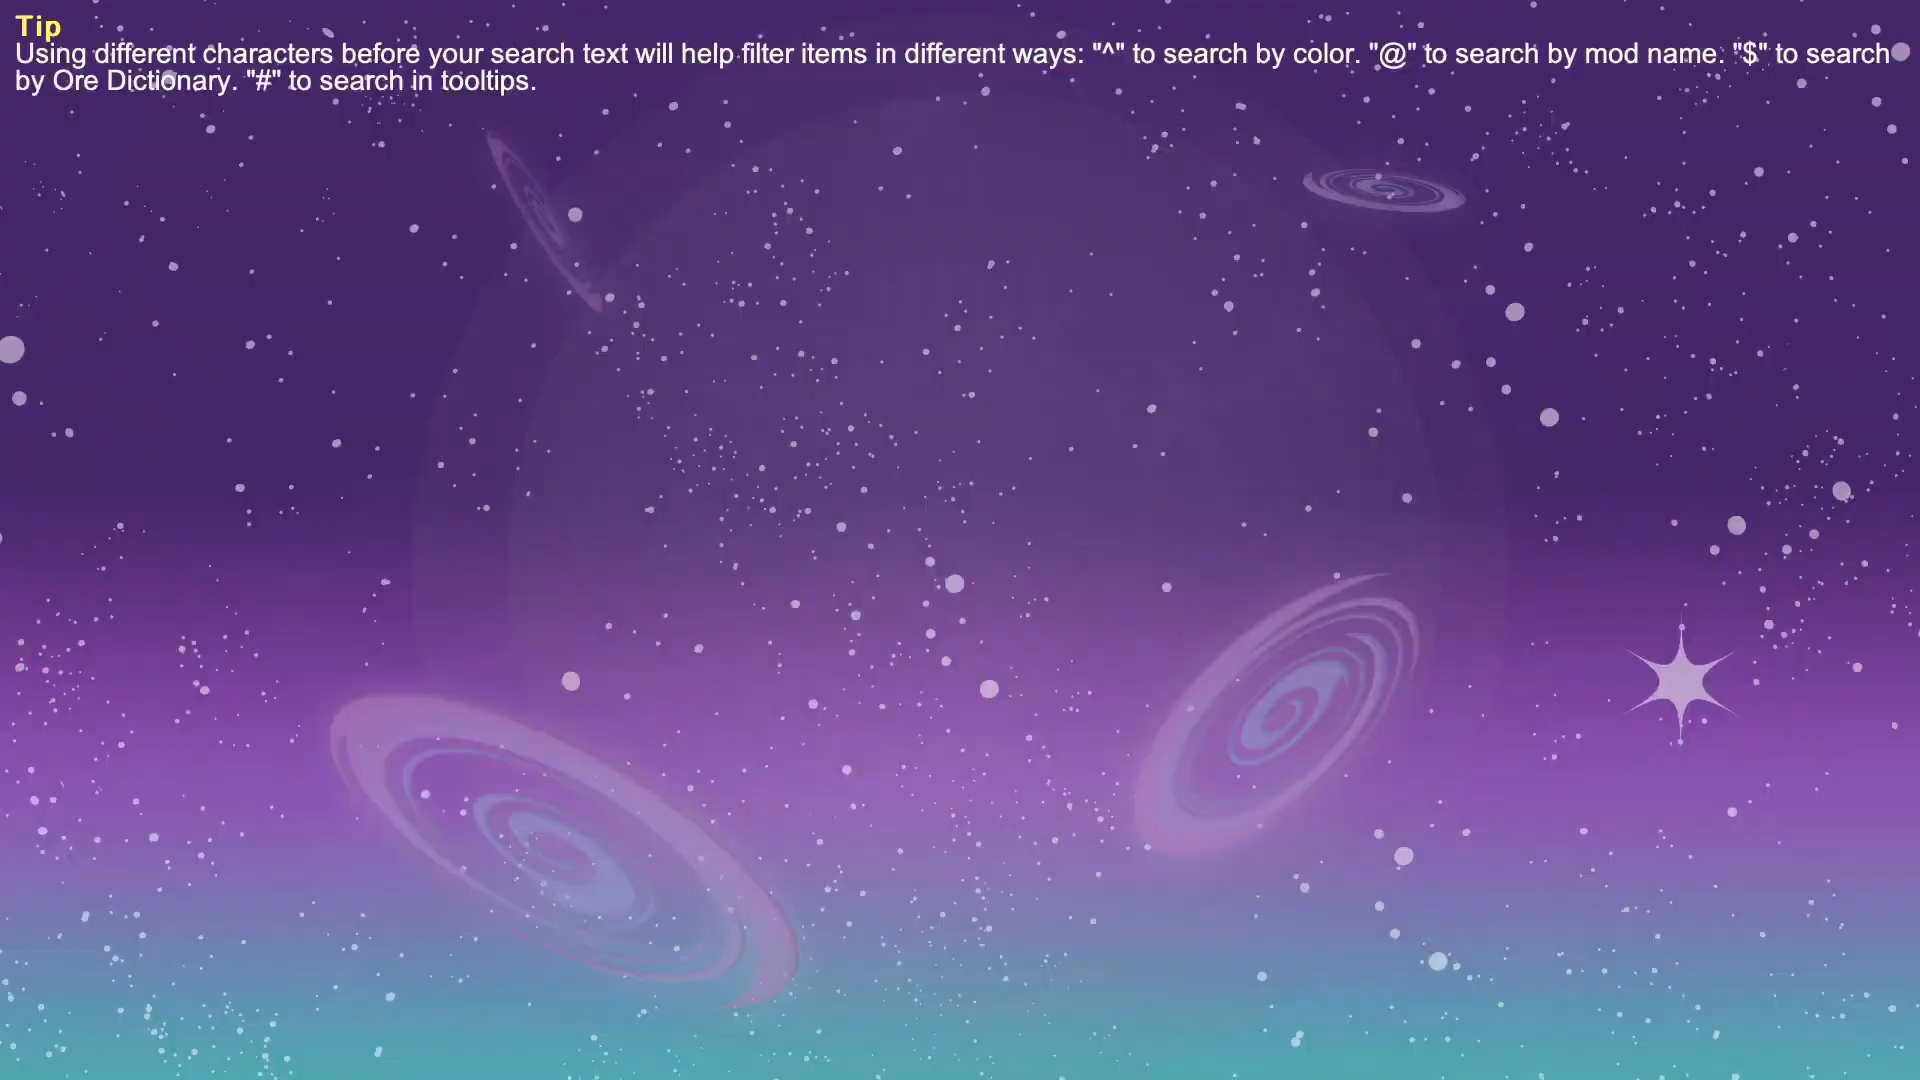 Tip
Using different characters before your search text will help filter items in different ways: "^" to search by color. "@" to search by mod name. "$" to search
by Ore Dictionary. "#" to search in tooltips.